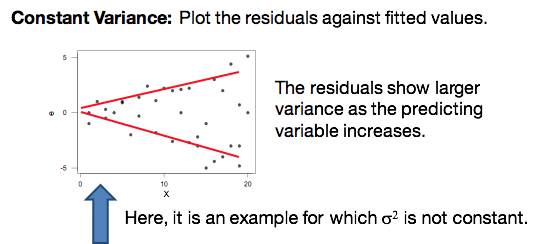 Constant Variance: Plot the residuals against fitted values.
5
0
-5
e
0
10
20
X
The residuals show larger
variance as the predicting
variable increases.
Here, it is an example for which σ² is not constant.